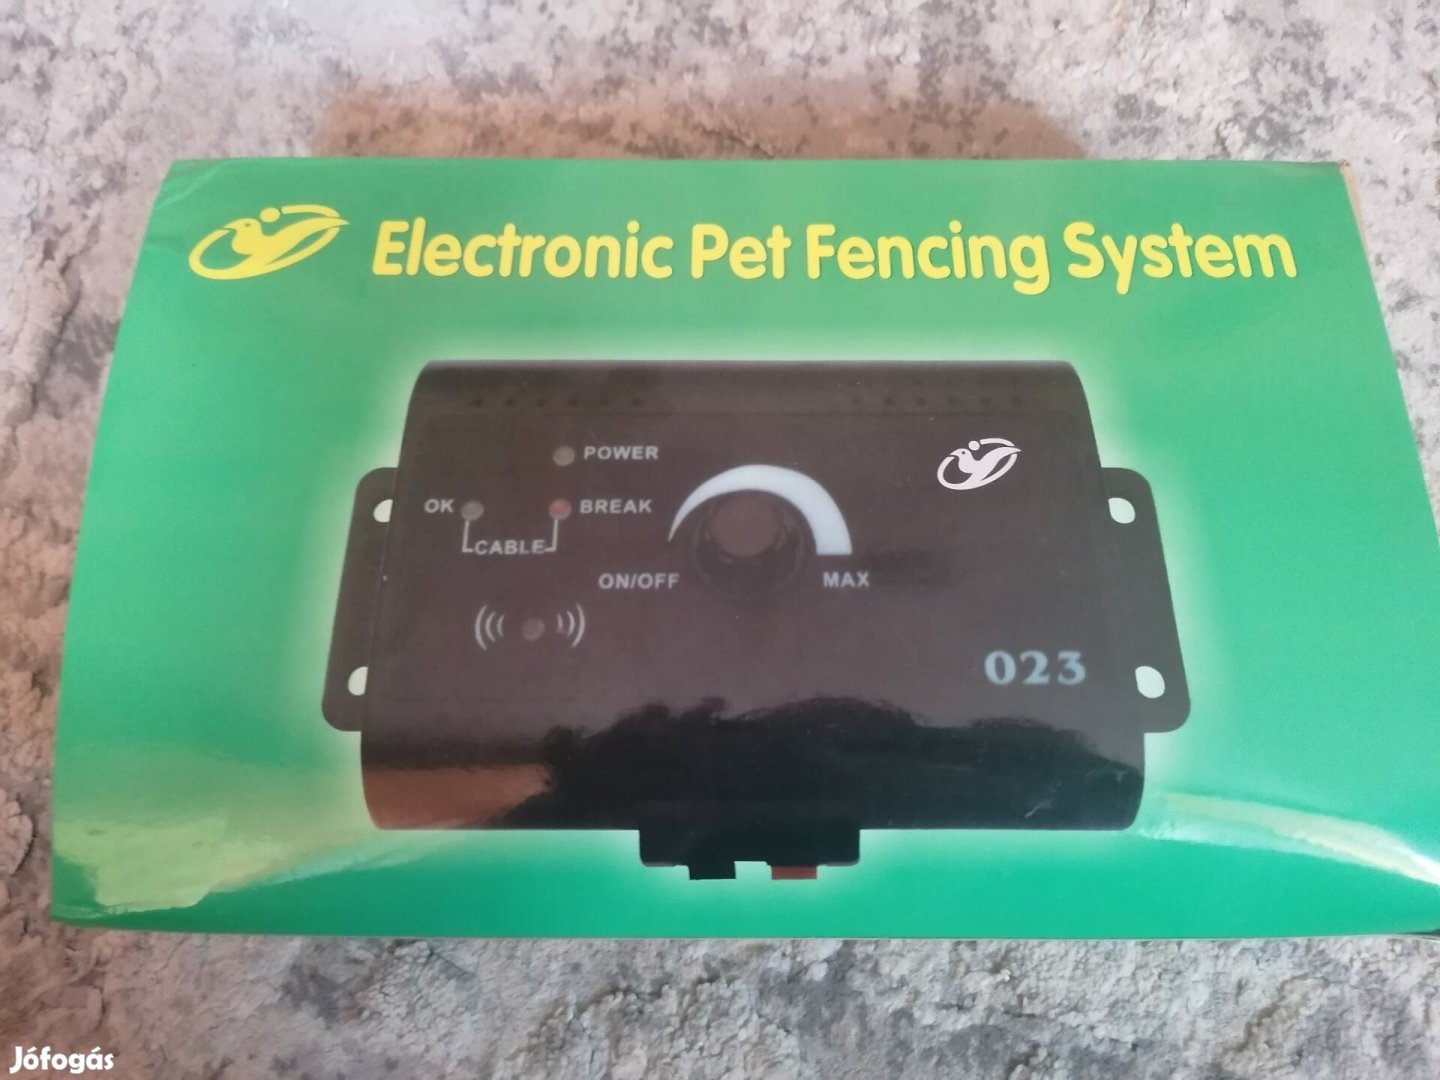 Electronic Pet Fencing System
POWER
OK BREAK
CABLE
ON/OFF MAX
023
Jófogás